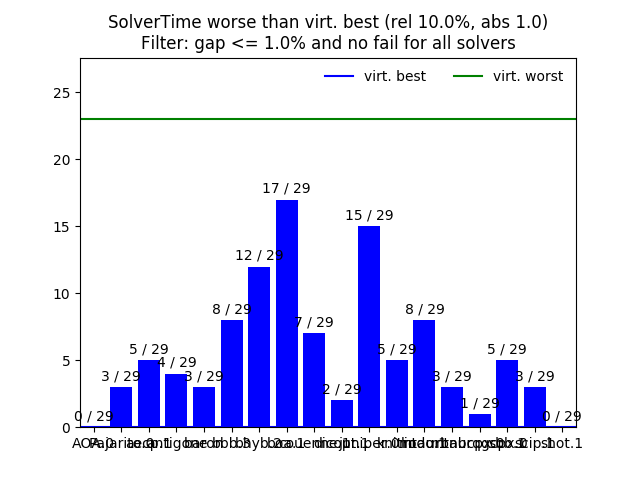 SolverTime worse than virt. best (rel 10.0%, abs 1.0)
Filter: gap <= 1.0% and no fail for all solvers
virt. best
virt. worst
25
20
15
10
5
0
0 / 29
3 / 29
5 / 29
4 / 29
3 / 29
8 / 29
12 / 29
17 / 29
7 / 29
2 / 29
15 / 29
5 / 29
8 / 29
3 / 29
1 / 29
5 / 29
3 / 29
0 / 29